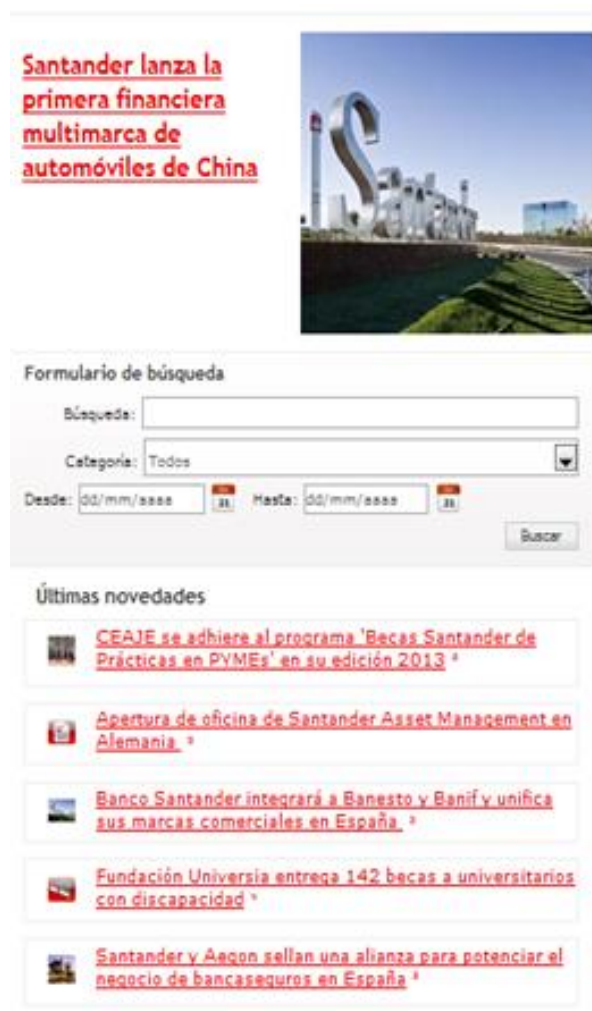 Santander lanza la
primera financiera
multimarca de
automóviles de China
Formulario de búsqueda
Búsqueda:
Categoría: Todos
Desde: dd/mm/aaaa Hasta: dd/mm/aaaa
Buscar
Últimas novedades
CEAJE se adhiere al programa 'Becas Santander de
Prácticas en PYMEs' en su edición 2013
Apertura de oficina de Santander Asset Management en
Alemania
Banco Santander integrará a Banesto y Banif y unifica
sus marcas comerciales en España
Fundación Universia entrega 142 becas a universitarios
con discapacidad
Santander y Aegon sellan una alianza para potenciar el
negocio de bancaseguros en España